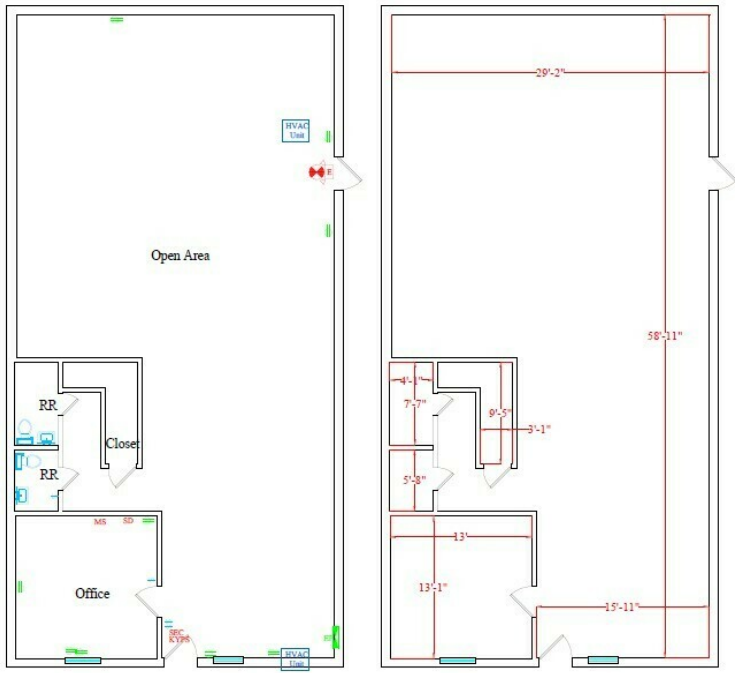 HVAC
Unit
E
Open Area
RR
Closet
RR
MS SD
Office
SEC
KYPS
EP
HVAC
Unit
29'-2"
58'-11"
4'-1"
7'-7"
9'-5"
3'-1"
5'-8"
13'
13'-1"
15'-11"